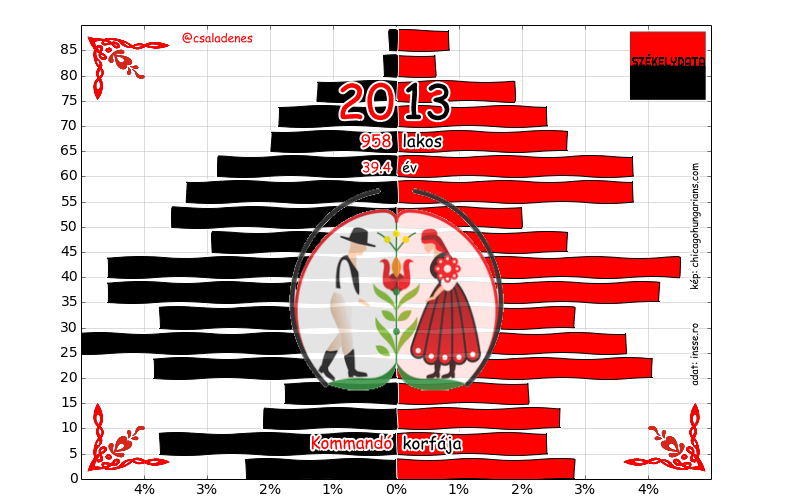 @csaladenes
SZÉKELYDATA
2013
958 lakos
39.4 év
kép: chicagohungarians.com
adat: insse.ro
Kommandó korfája
85
80
75
70
65
60
55
50
45
40
35
30
25
20
15
10
5
0
4% 3% 2% 1% 0% 1% 2% 3% 4%